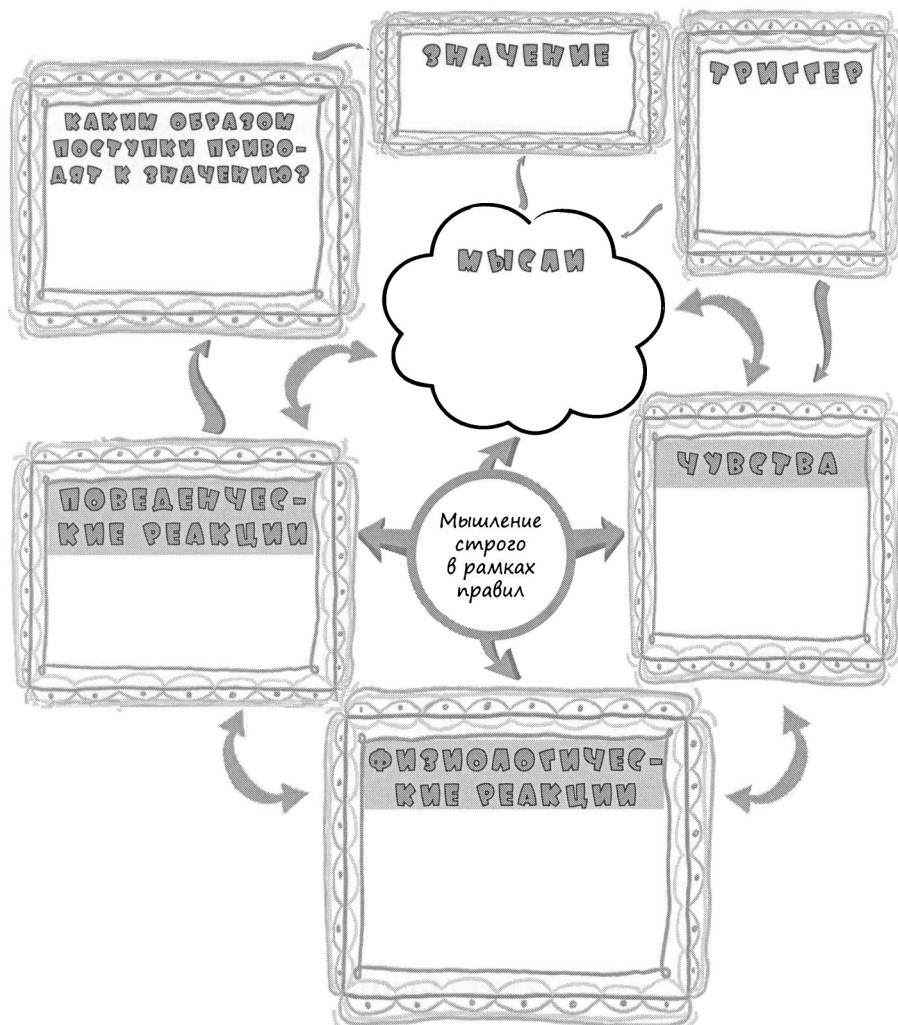 ЗНАЧЕНИЕ
ТРИГГЕР
КАКИМ ОБРАЗОМ
ПОСТУПКИ ПРИВО-
ДЯТ К ЗНАЧЕНИЮ?
МЫСЛИ
ЧУВСТВА
ПОВЕДЕНЧЕС-
КИЕ РЕАКЦИИ
Мышление
строго
в рамках
правил
ФИЗИОЛОГИЧЕС-
КИЕ РЕАКЦИИ